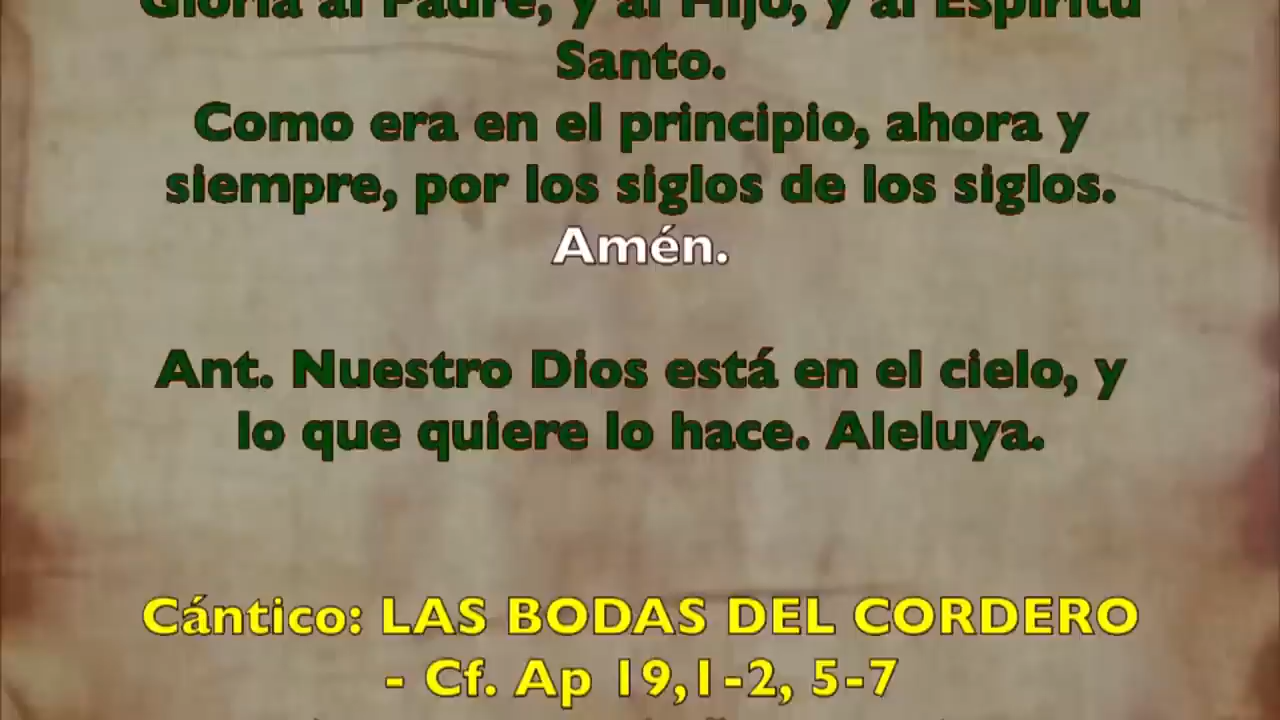 Gloria al Padre, y al Hijo, y al Espíritu
Santo.
Como era en el principio, ahora y
siempre, por los siglos de los siglos.
Amén.
Ant. Nuestro Dios está en el cielo, y
lo que quiere lo hace. Aleluya.
Cántico: LAS BODAS DEL CORDERO
- Cf. Ap 19,1-2, 5-7